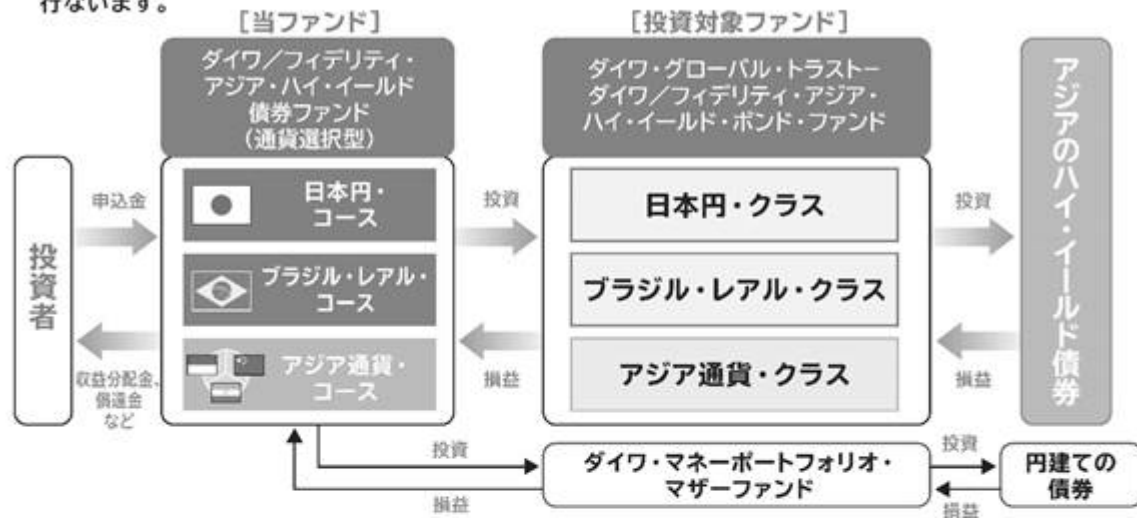 行ないます。
[当ファンド]
[投資対象ファンド]
ダイワ／フィデリティ・
アジア・ハイ・イールド
債券ファンド
（通貨選択型）
ダイワ・グローバル・トラスト－
ダイワ／フィデリティ・アジア・
ハイ・イールド・ボンド・ファンド
アジアのハイ・イールド債券
投資者
申込金
収益分配金、
償還金
など
日本円・
コース
ブラジル・レアル・
コース
アジア通貨・
コース
投資
損益
日本円・クラス
ブラジル・レアル・クラス
アジア通貨・クラス
投資
損益
投資
損益
ダイワ・マネーポートフォリオ・
マザーファンド
投資
損益
円建ての
債券